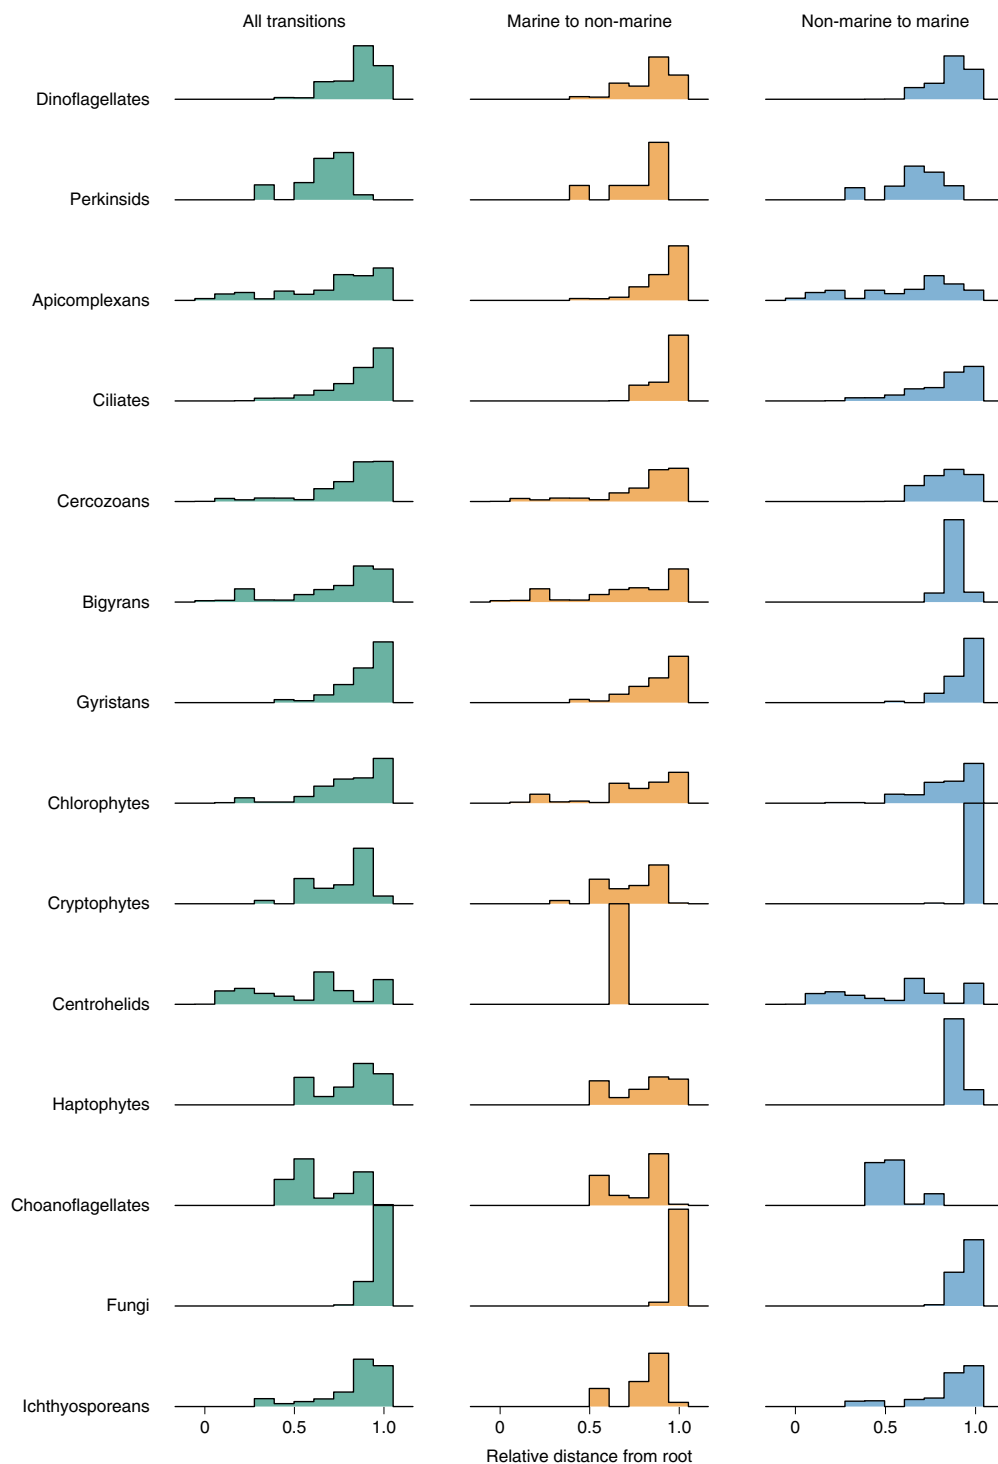 All transitions Marine to non-marine Non-marine to marine
Dinoflagellates
Perkinsids
Apicomplexans
Ciliates
Cercozoans
Bigyrans
Gyristans
Chlorophytes
Cryptophytes
Centrohelids
Haptophytes
Choanoflagellates
Fungi
Ichthyosporeans
0 0.5 1.0 0 0.5 1.0 0 0.5 1.0
Relative distance from root